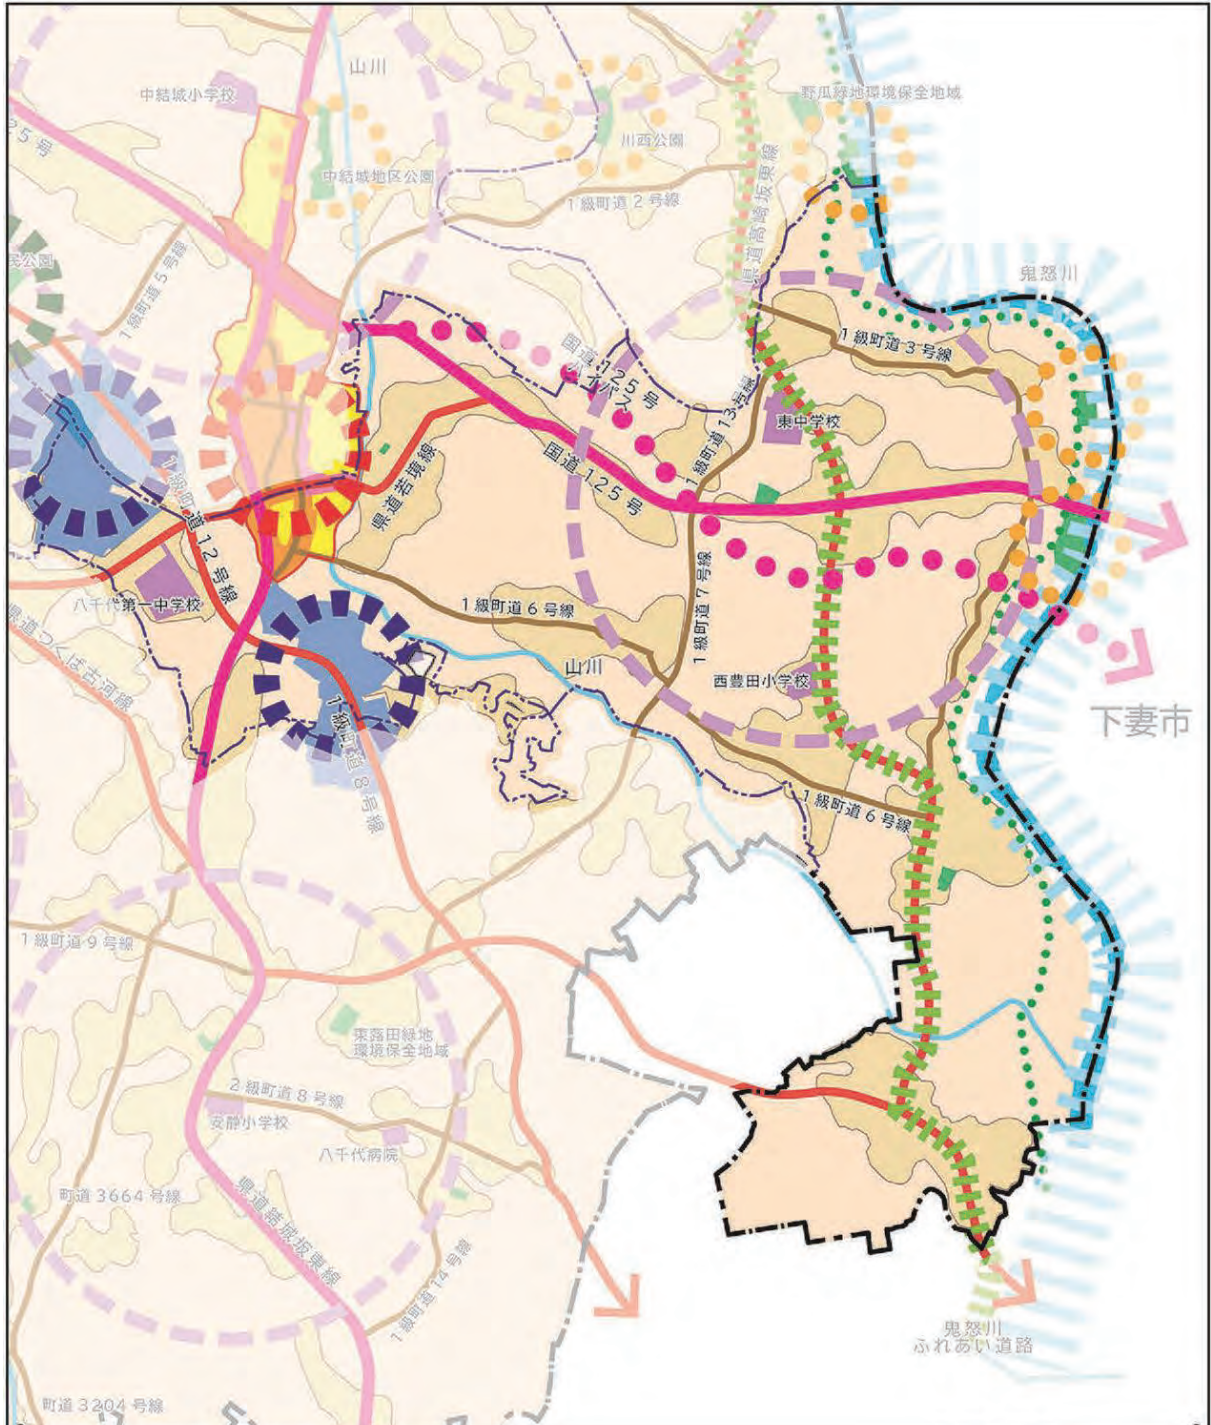 山川
中結城小学校
野瓜緑地環境保全地域
25号
川西公園
中結城地区公園
県道高崎坂東線
1級町道2号線
民公園
1級町道5号線
鬼怒川
国道125号
バイパス
1級町道3号線
1級町道13号線
東中学校
国道125号
県道若境線
1級町道12号線
1級町道7号線
八千代第一中学校
1級町道6号線
県道つくば古河線
山川
西豊田小学校
下妻市
1級町道8号線
1級町道6号線
1級町道9号線
東蕗田緑地
環境保全地域
2級町道8号線
安静小学校
八千代病院
町道3664号線
県道結城坂東線
1級町道14号線
鬼怒川
ふれあい道路
町道3204号線